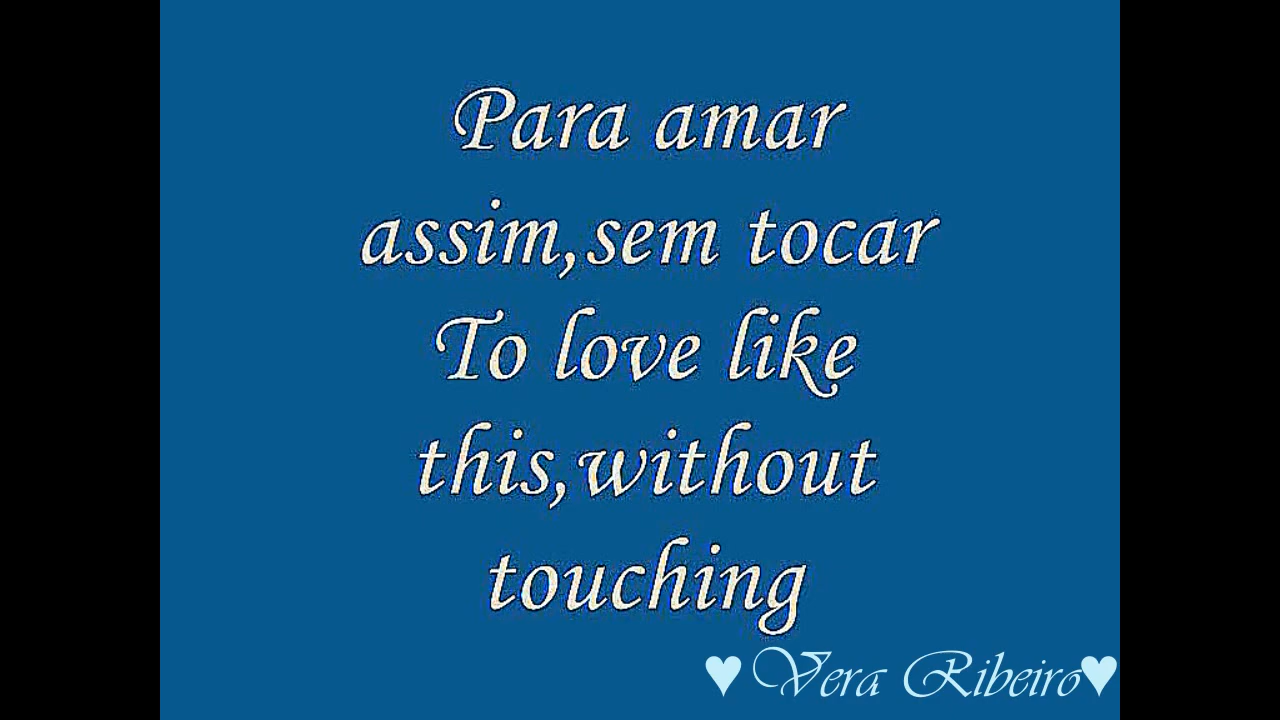 Para amar
assim,sem tocar
To love like
this,without
touching
♥Vera Ribeiro♥